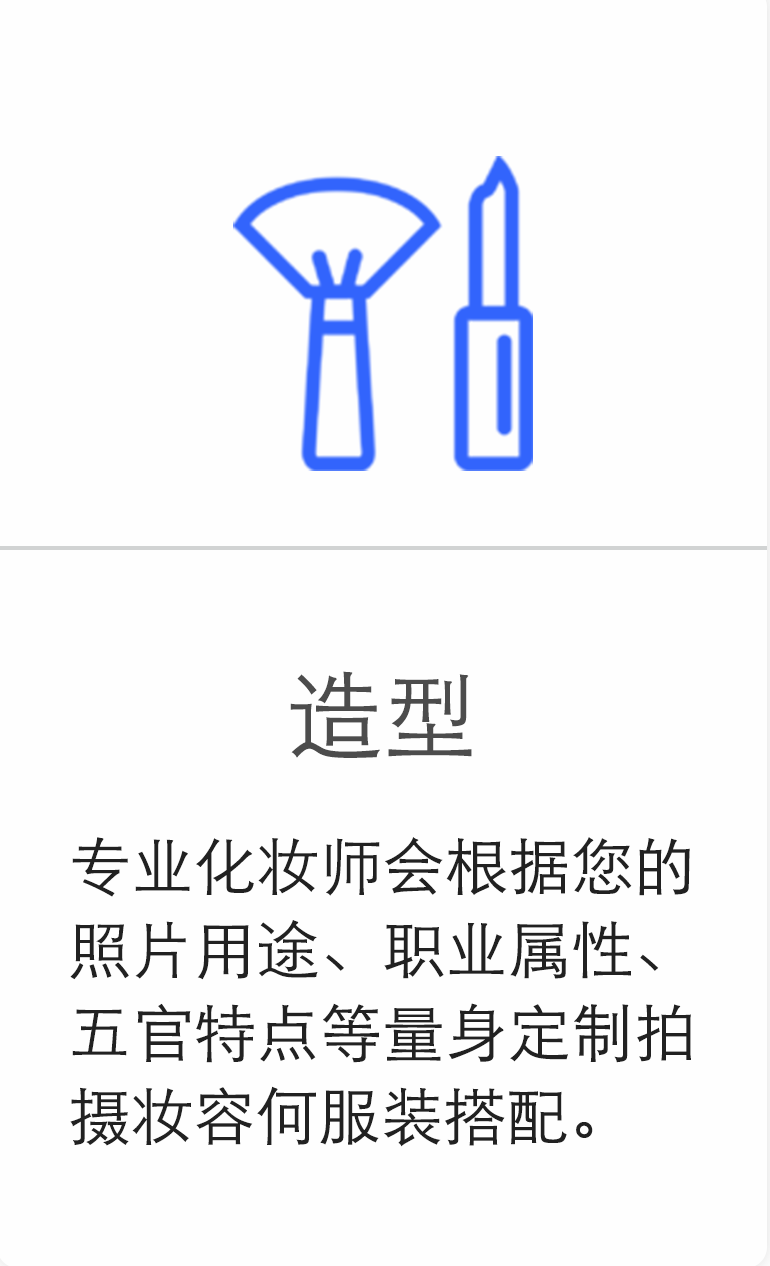 造型
专业化妆师会根据您的
照片用途、职业属性、
五官特点等量身定制拍
摄妆容何服装搭配。